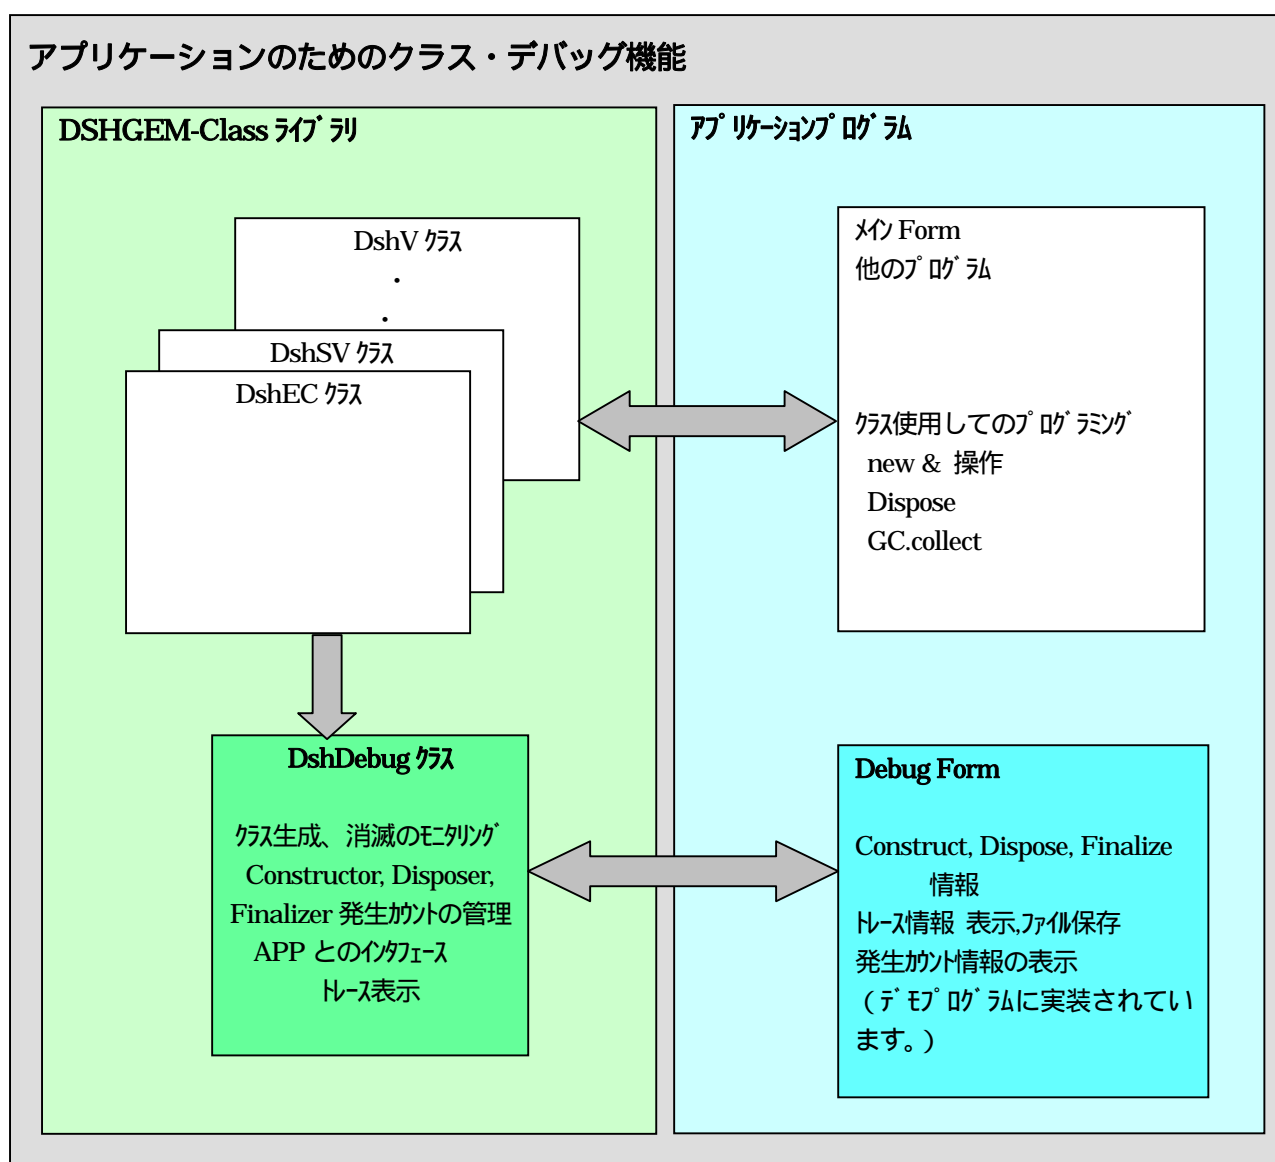 アプリケーションのためのクラス・デバッグ機能
DSHGEM-Class ﾗｲﾌﾞﾗﾘ
DshV ｸﾗｽ
・
・
DshSV ｸﾗｽ
DshEC ｸﾗｽ
DshDebug ｸﾗｽ
ｸﾗｽ生成、消滅のﾓﾆﾀﾘﾝｸﾞ
Constructor, Disposer,
Finalizer 発生ｶｳﾝﾄの管理
APP とのｲﾝﾀﾌｪｰｽ
ﾄﾚｰｽ表示
ｱﾌﾟﾘｹｰｼｮﾝﾌﾟﾛｸﾞﾗﾑ
ﾒｲﾝ Form
他のﾌﾟﾛｸﾞﾗﾑ
ｸﾗｽ使用してのﾌﾟﾛｸﾞﾗﾐﾝｸﾞ
new & 操作
Dispose
GC.collect
Debug Form
Construct, Dispose, Finalize
情報
ﾄﾚｰｽ情報 表示,ﾌｧｲﾙ保存
発生ｶｳﾝﾄ情報の表示
（ﾃﾞﾓﾌﾟﾛｸﾞﾗﾑに実装されてい
ます。）